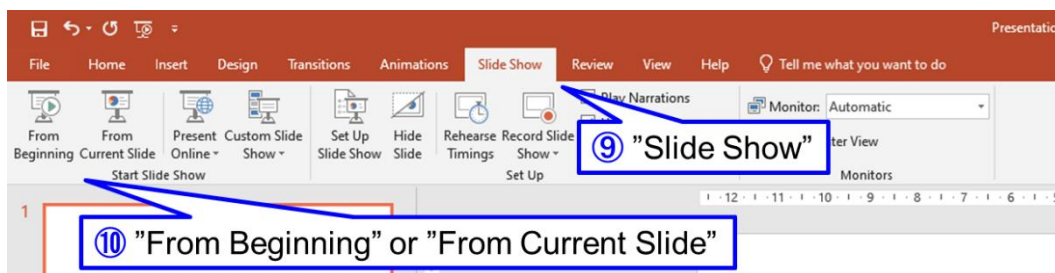 Presentatio
File Home Insert Design Transitions Animations Slide Show Review View Help Tell me what you want to do
From Beginning
From Current Slide
Present Online
Custom Slide Show
Set Up Slide Show
Hide Slide
Rehearse Timings
Record Slide Show
Play Narrations
Monitor: Automatic
ter View
Start Slide Show
Set Up
Monitors
⑨ ”Slide Show”
12 11 10 9 8 7 6 5
1
⑩ ”From Beginning” or ”From Current Slide”